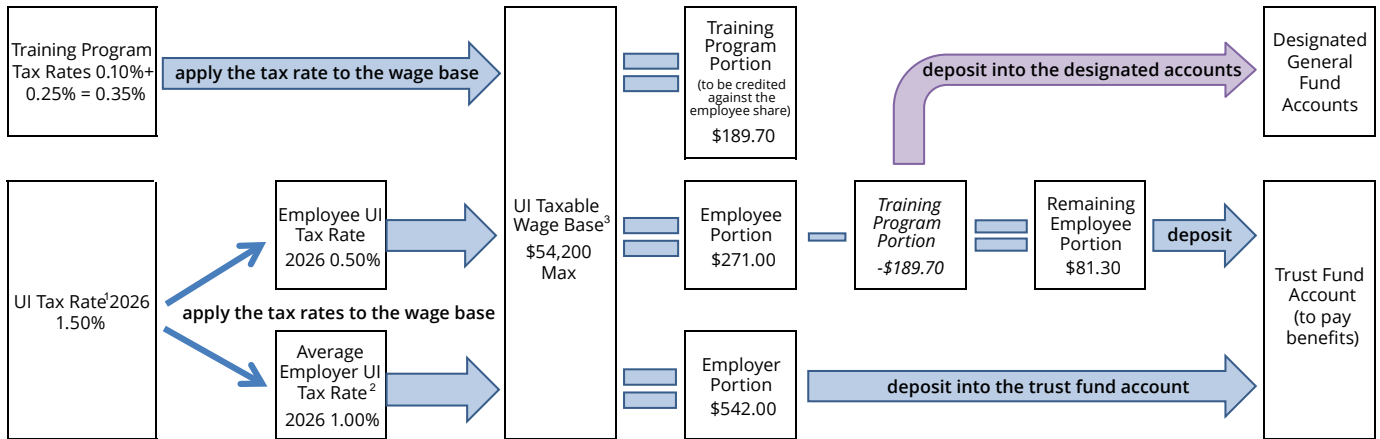 Training Program
Tax Rates 0.10%+
0.25% = 0.35%
apply the tax rate to the wage base
Training
Program
Portion
(to be credited
against the
employee share)
$189.70
deposit into the designated accounts
Designated
General
Fund
Accounts
UI Tax Rate¹2026
1.50%
Employee UI
Tax Rate
2026 0.50%
apply the tax rates to the wage base
Average
Employer UI
Tax Rate²
2026 1.00%
UI Taxable
Wage Base³
$54,200
Max
Employee
Portion
$271.00
Training
Program
Portion
-$189.70
Remaining
Employee
Portion
$81.30
deposit
Employer
Portion
$542.00
deposit into the trust fund account
Trust Fund
Account
(to pay
benefits)